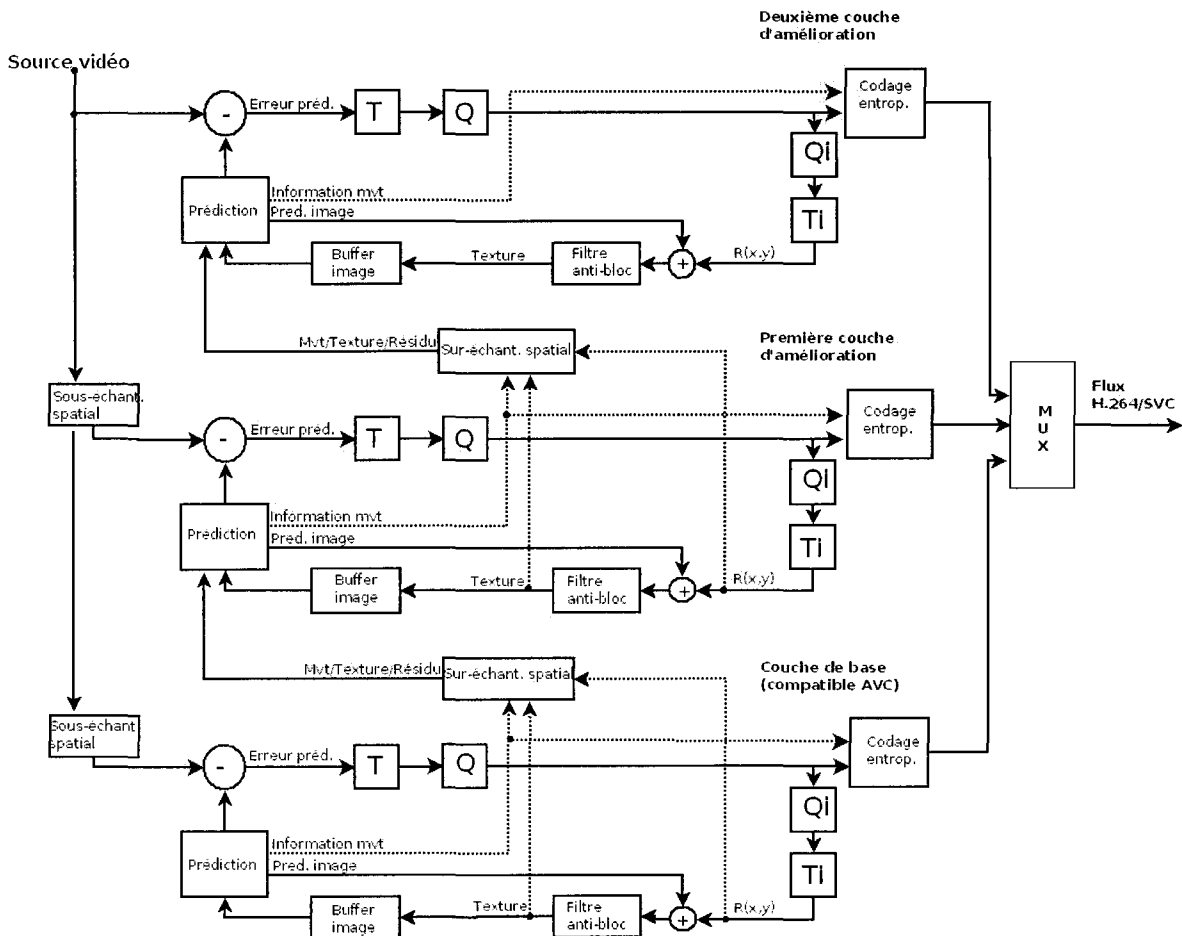 Deuxième couche
d'amélioration
Source vidéo
Erreur préd.
T
Q
Codage
entrop.
-
Qi
Information mvt
Pred. image
Prédiction
Ti
Buffer
image
Texture
Filtre
anti-bloc
+
R(x,y)
Mvt/Texture/Résidu
Sur-échant. spatial
Première couche
d'amélioration
Sous-échant.
spatial
Flux
H.264/SVC
M
U
X
Erreur préd.
T
Q
Codage
entrop.
-
Qi
Information mvt
Pred. image
Prédiction
Ti
Buffer
image
Texture
Filtre
anti-bloc
+
R(x,y)
Mvt/Texture/Résidu
Sur-échant. spatial
Couche de base
(compatible AVC)
Sous-échant
spatial
Erreur préd.
T
Q
Codage
entrop.
-
Qi
Information mvt
Pred. image
Prédiction
Ti
Buffer
image
Texture
Filtre
anti-bloc
+
R(x,y)